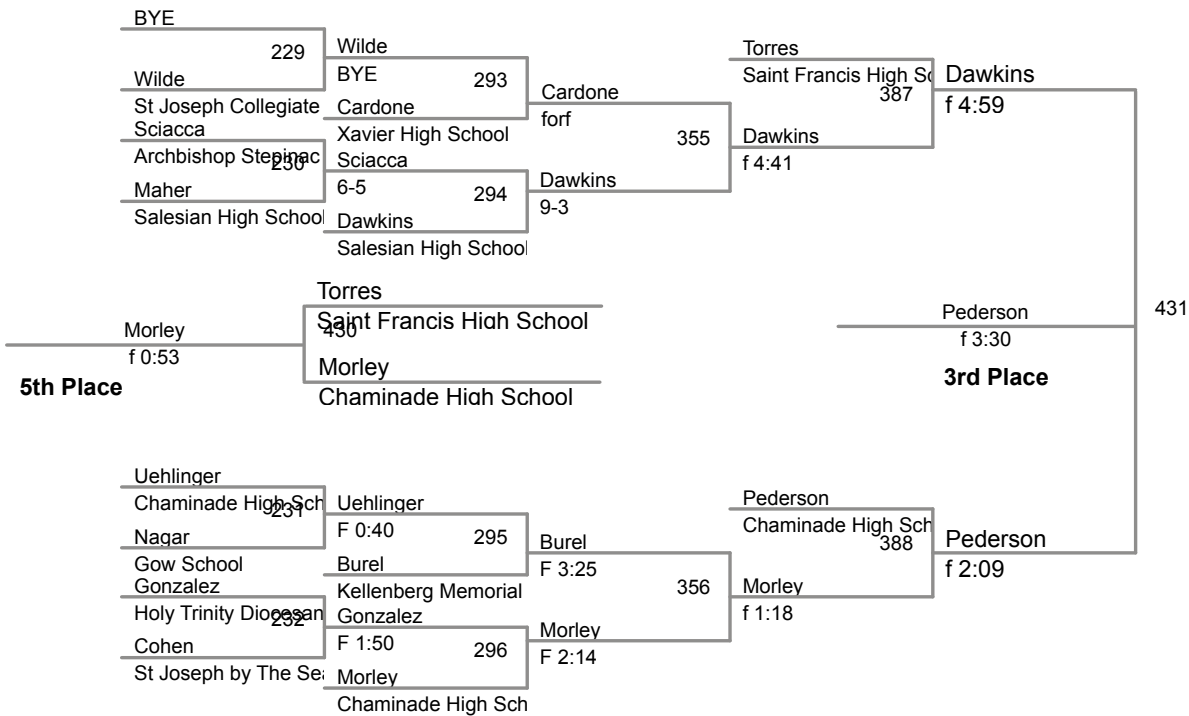 BYE
229
Wilde
St Joseph Collegiate
Wilde
BYE
293
Cardone
Xavier High School
Sciacca
Archbishop Stepinac
230
Maher
Salesian High School
Sciacca
6-5
294
Dawkins
Salesian High School
Cardone
forf
355
Dawkins
9-3
Torres
Saint Francis High Sc
387
Dawkins
f 4:41
Dawkins
f 4:59
Torres
Saint Francis High School
430
Morley
Chaminade High School
Morley
f 0:53
5th Place
Pederson
f 3:30
3rd Place
431
Uehlinger
Chaminade High Sch
231
Nagar
Gow School
Uehlinger
F 0:40
295
Burel
Kellenberg Memorial
Gonzalez
Holy Trinity Diocesan
232
Cohen
St Joseph by The Sea
Gonzalez
F 1:50
296
Morley
Chaminade High Sch
Burel
F 3:25
356
Morley
F 2:14
Pederson
Chaminade High Sch
388
Morley
f 1:18
Pederson
f 2:09